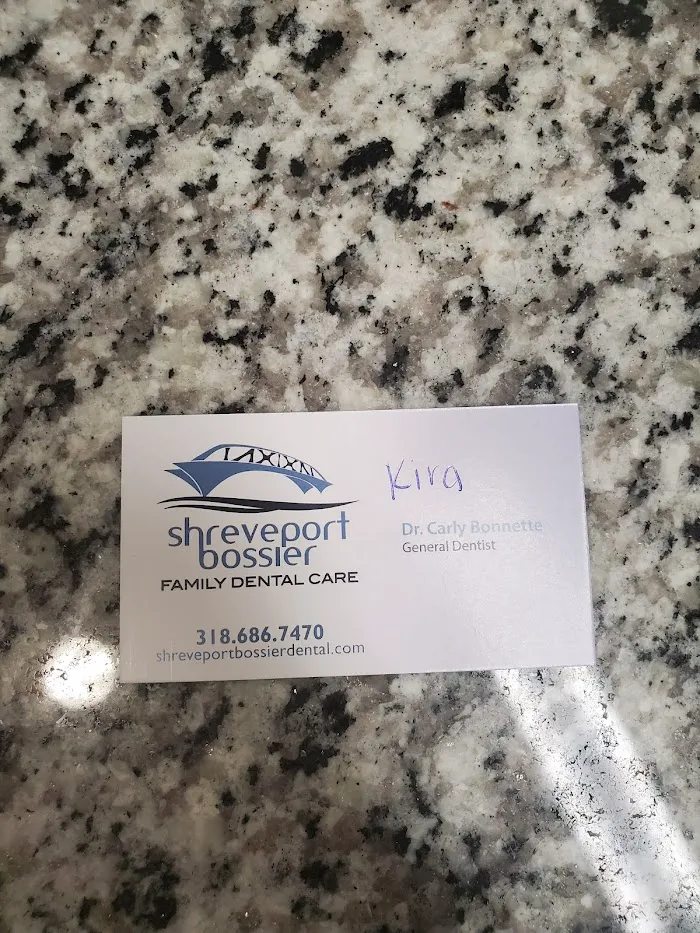 Kira
shreveport
bossier
FAMILY DENTAL CARE
Dr. Carly Bonnette
General Dentist
318.686.7470
shreveportbossierdental.com